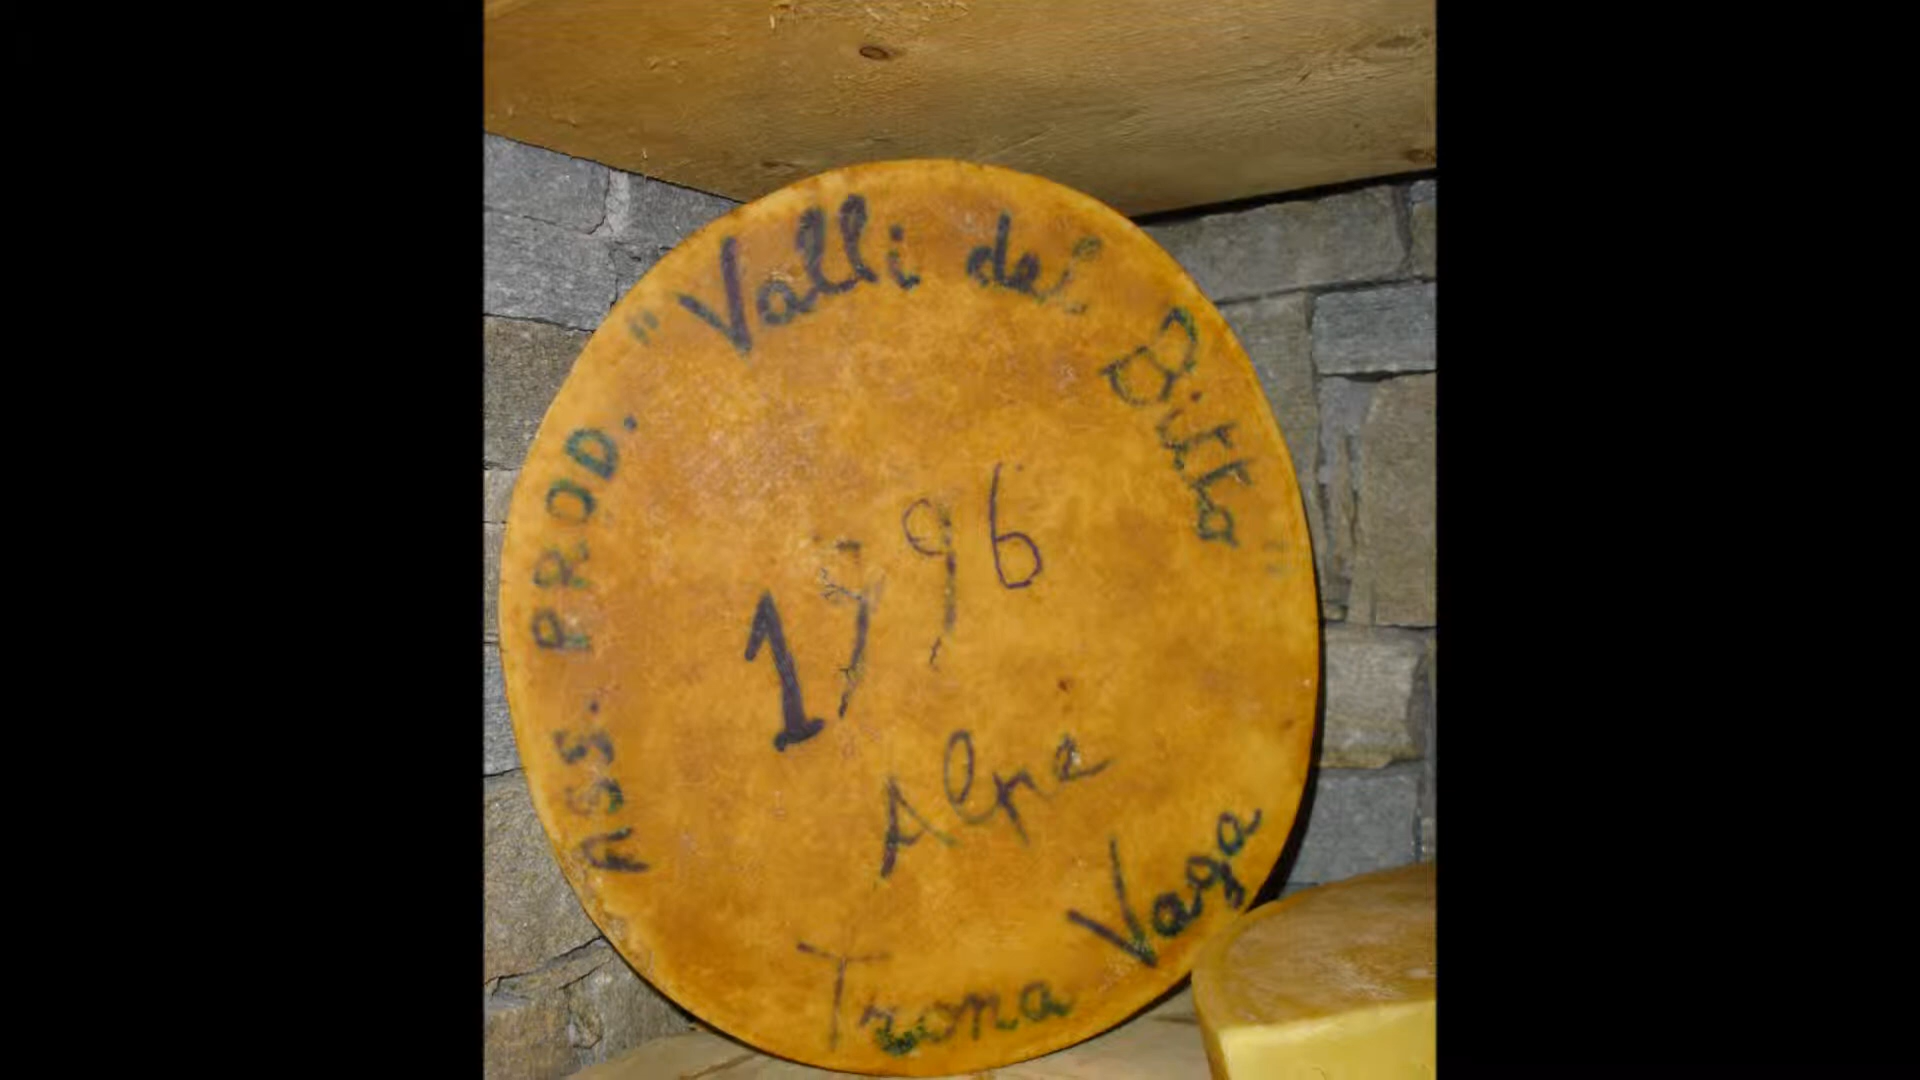 ASS. PROD. "Valli del Bitto"
1996
Alpe
Trona Vaga